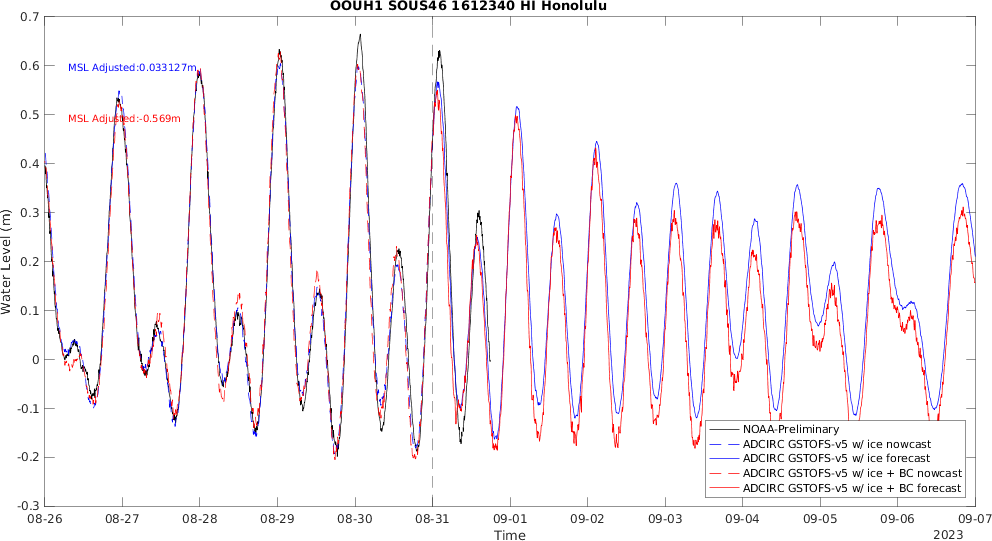 OOUH1 SOUS46 1612340 HI Honolulu
0.7
0.6
0.5
0.4
0.3
0.2
0.1
0
-0.1
-0.2
-0.3
Water Level (m)
MSL Adjusted:0.033127m
MSL Adjusted:-0.569m
NOAA-Preliminary
ADCIRC GSTOFS-v5 w/ ice nowcast
ADCIRC GSTOFS-v5 w/ ice forecast
ADCIRC GSTOFS-v5 w/ ice + BC nowcast
ADCIRC GSTOFS-v5 w/ ice + BC forecast
08-26 08-27 08-28 08-29 08-30 08-31 09-01 09-02 09-03 09-04 09-05 09-06 09-07
Time
2023